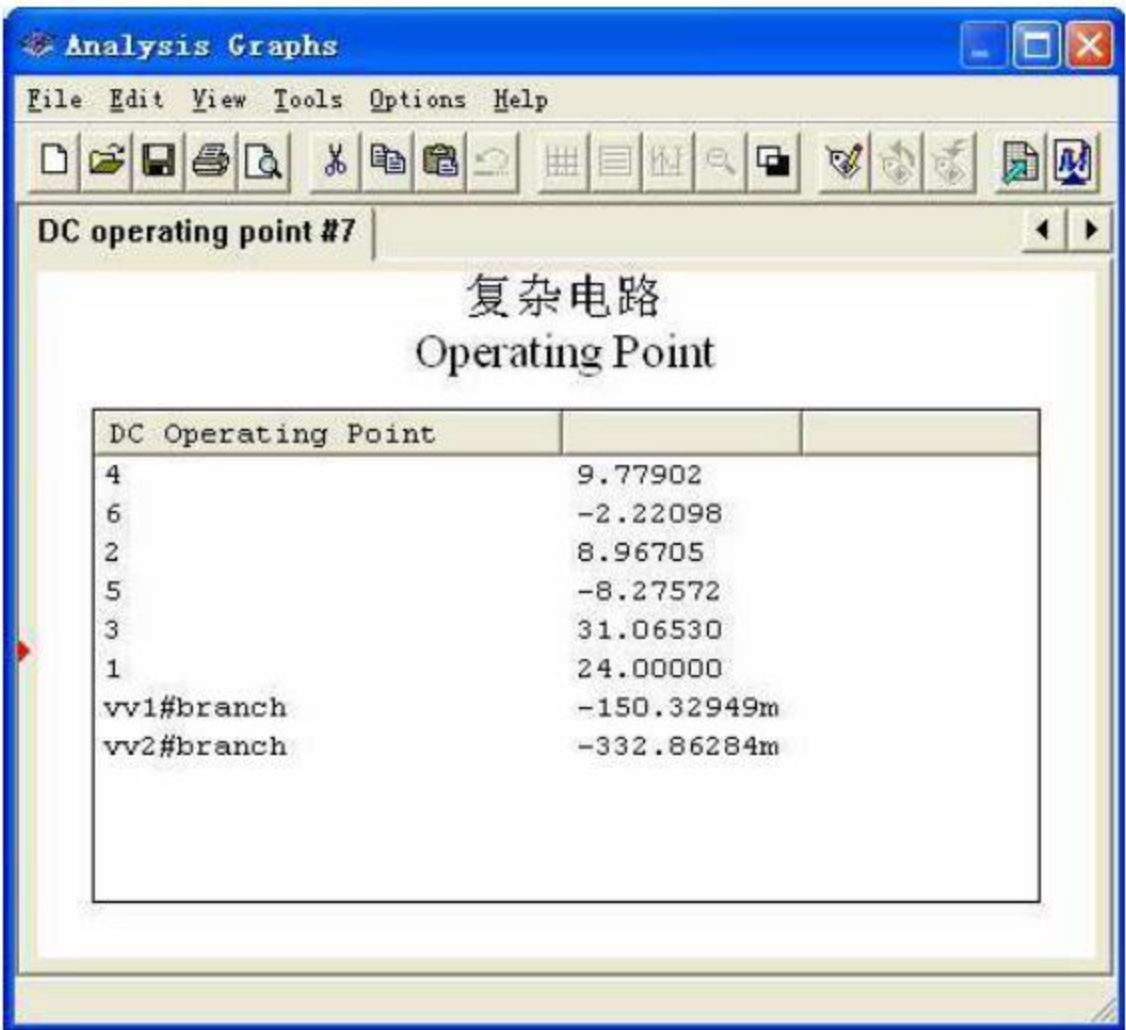 Analysis Graphs
File Edit View Tools Options Help
DC operating point #7
复杂电路
Operating Point
DC Operating Point
4 9.77902
6 -2.22098
2 8.96705
5 -8.27572
3 31.06530
1 24.00000
vv1#branch -150.32949m
vv2#branch -332.86284m